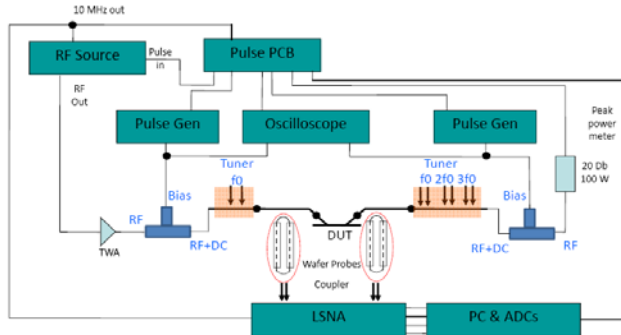 10 MHz out
RF Source
Pulse
in
Pulse PCB
RF
Out
Pulse Gen
Oscilloscope
Pulse Gen
Peak
power
meter
Tuner
f0
Tuner
f0 2f0 3f0
20 Db
100 W
Bias
Bias
RF
TWA
RF+DC
DUT
RF+DC
RF
Wafer Probes
Coupler
LSNA
PC & ADCs